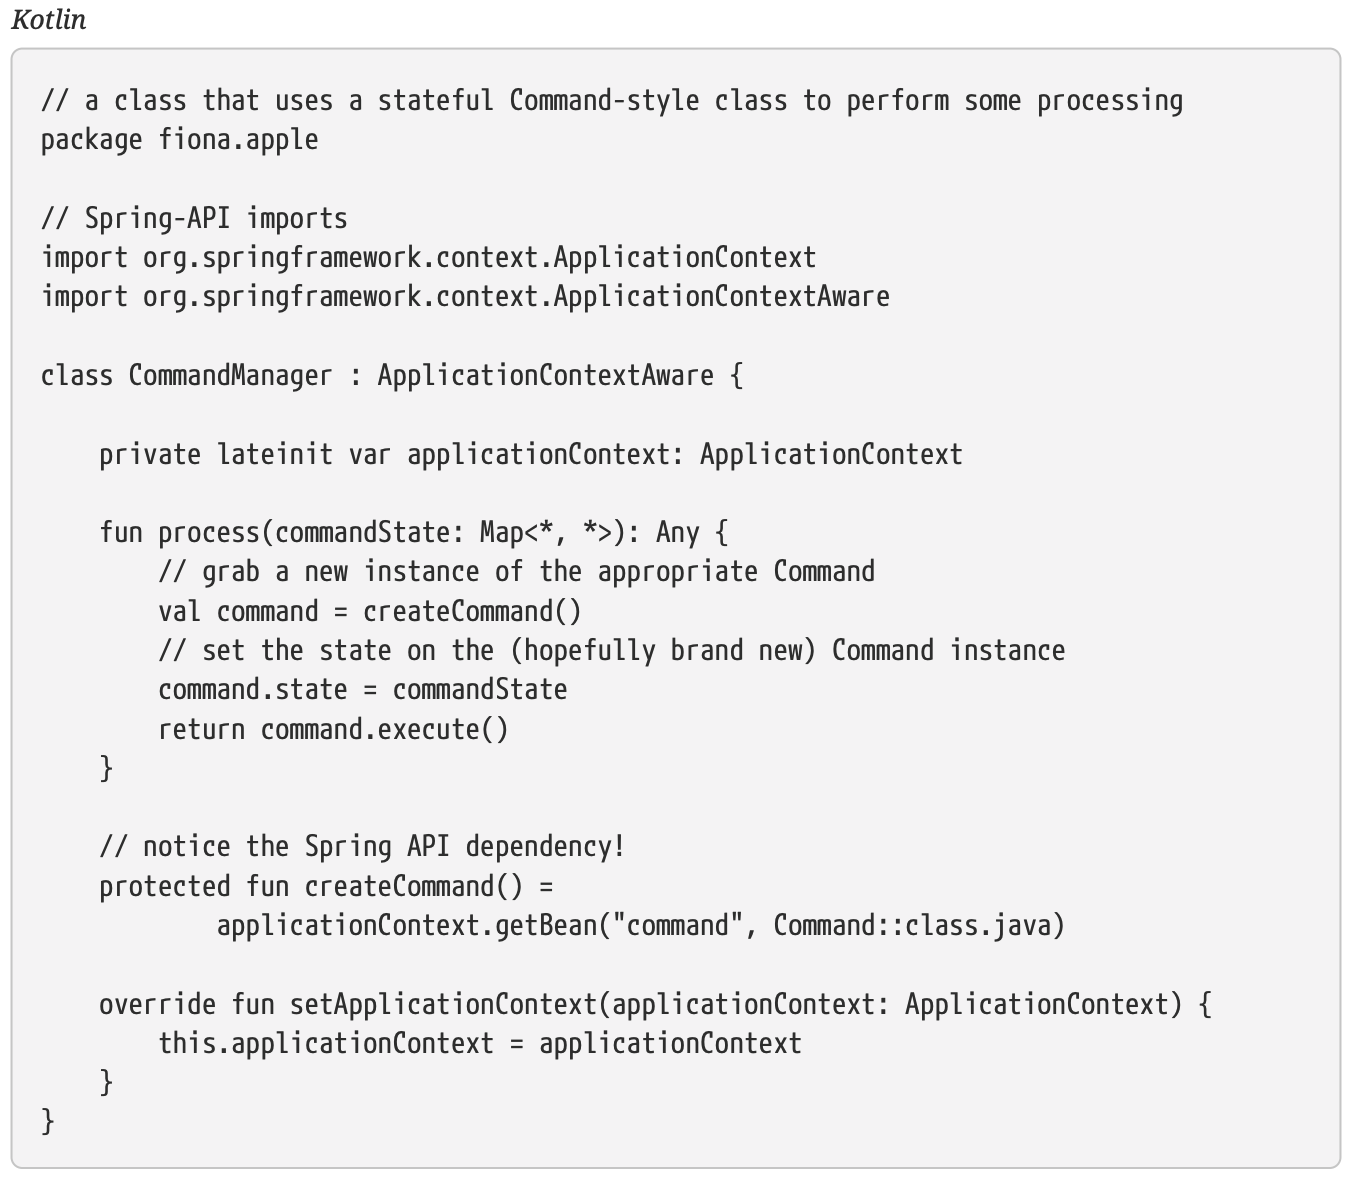 Kotlin
// a class that uses a stateful Command-style class to perform some processing
package fiona.apple

// Spring-API imports
import org.springframework.context.ApplicationContext
import org.springframework.context.ApplicationContextAware

class CommandManager : ApplicationContextAware {

    private lateinit var applicationContext: ApplicationContext

    fun process(commandState: Map<*, *>): Any {
        // grab a new instance of the appropriate Command
        val command = createCommand()
        // set the state on the (hopefully brand new) Command instance
        command.state = commandState
        return command.execute()
    }

    // notice the Spring API dependency!
    protected fun createCommand() =
            applicationContext.getBean("command", Command::class.java)

    override fun setApplicationContext(applicationContext: ApplicationContext) {
        this.applicationContext = applicationContext
    }
}